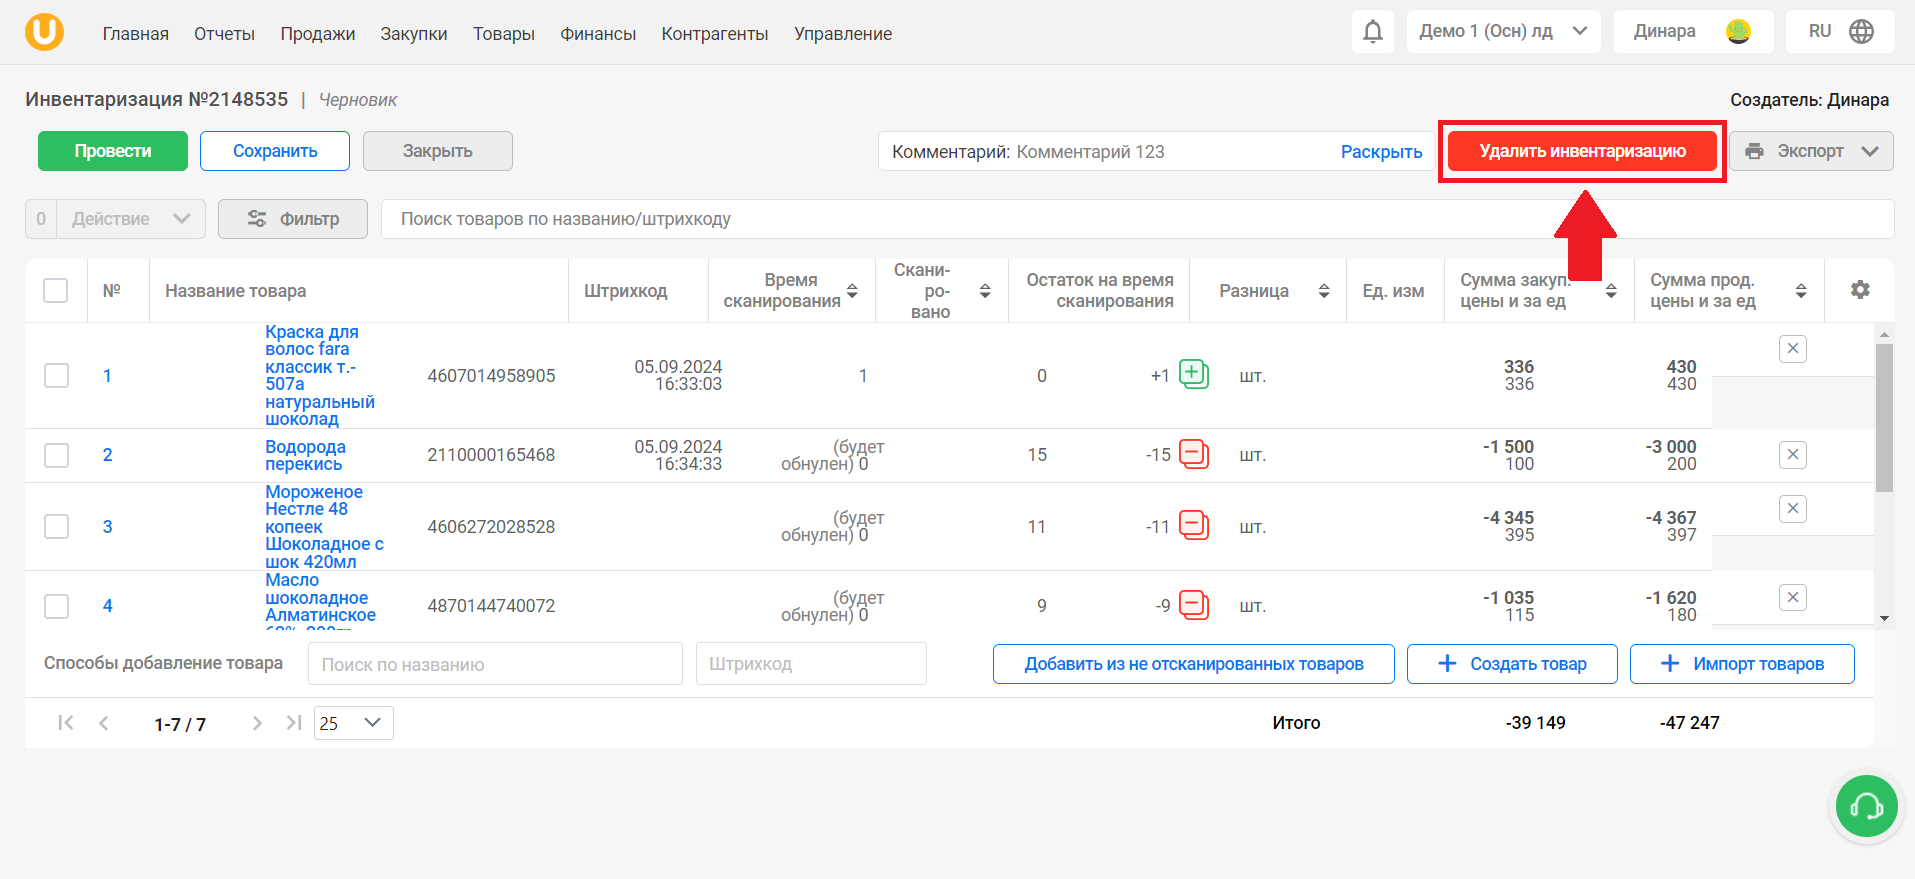 Главная Отчеты Продажи Закупки Товары Финансы Контрагенты Управление Демо 1 (Осн) лд Динара RU
Инвентаризация №2148535 | Черновик Создатель: Динара
Провести Сохранить Закрыть Комментарий: Комментарий 123 Раскрыть Удалить инвентаризацию Экспорт
0 Действие Фильтр Поиск товаров по названию/штрихкоду
№ Название товара Штрихкод Время сканирования Скани-ро-вано Остаток на время сканирования Разница Ед. изм Сумма закуп. цены и за ед Сумма прод. цены и за ед
Краска для
волос fara
классик т.-
507а
натуральный
шоколад
1 4607014958905 05.09.2024 16:33:03 1 0 +1 шт. 336 336 430 430
Водорода
перекись
2 2110000165468 05.09.2024 16:34:33 (будет обнулен) 0 15 -15 шт. -1 500 100 -3 000 200
Мороженое
Нестле 48
копеек
Шоколадное с
шок 420мл
3 4606272028528 (будет обнулен) 0 11 -11 шт. -4 345 395 -4 367 397
Масло
шоколадное
Алматинское
4 4870144740072 (будет обнулен) 0 9 -9 шт. -1 035 115 -1 620 180
Способы добавление товара Поиск по названию Штрихкод Добавить из не отсканированных товаров + Создать товар + Импорт товаров
1-7 / 7 25 Итого -39 149 -47 247